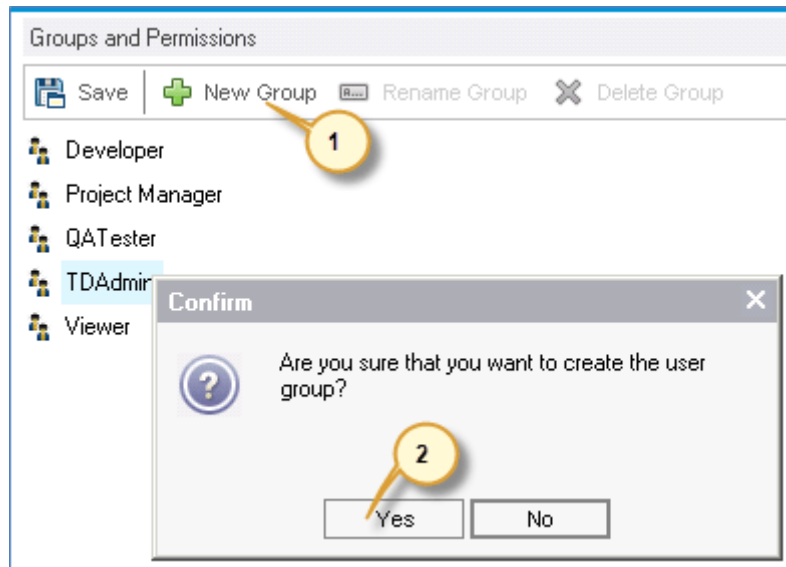 Groups and Permissions
Save New Group Rename Group Delete Group
1
Developer
Project Manager
QATester
TDAdmin
Viewer
Confirm
Are you sure that you want to create the user
group?
2
Yes No